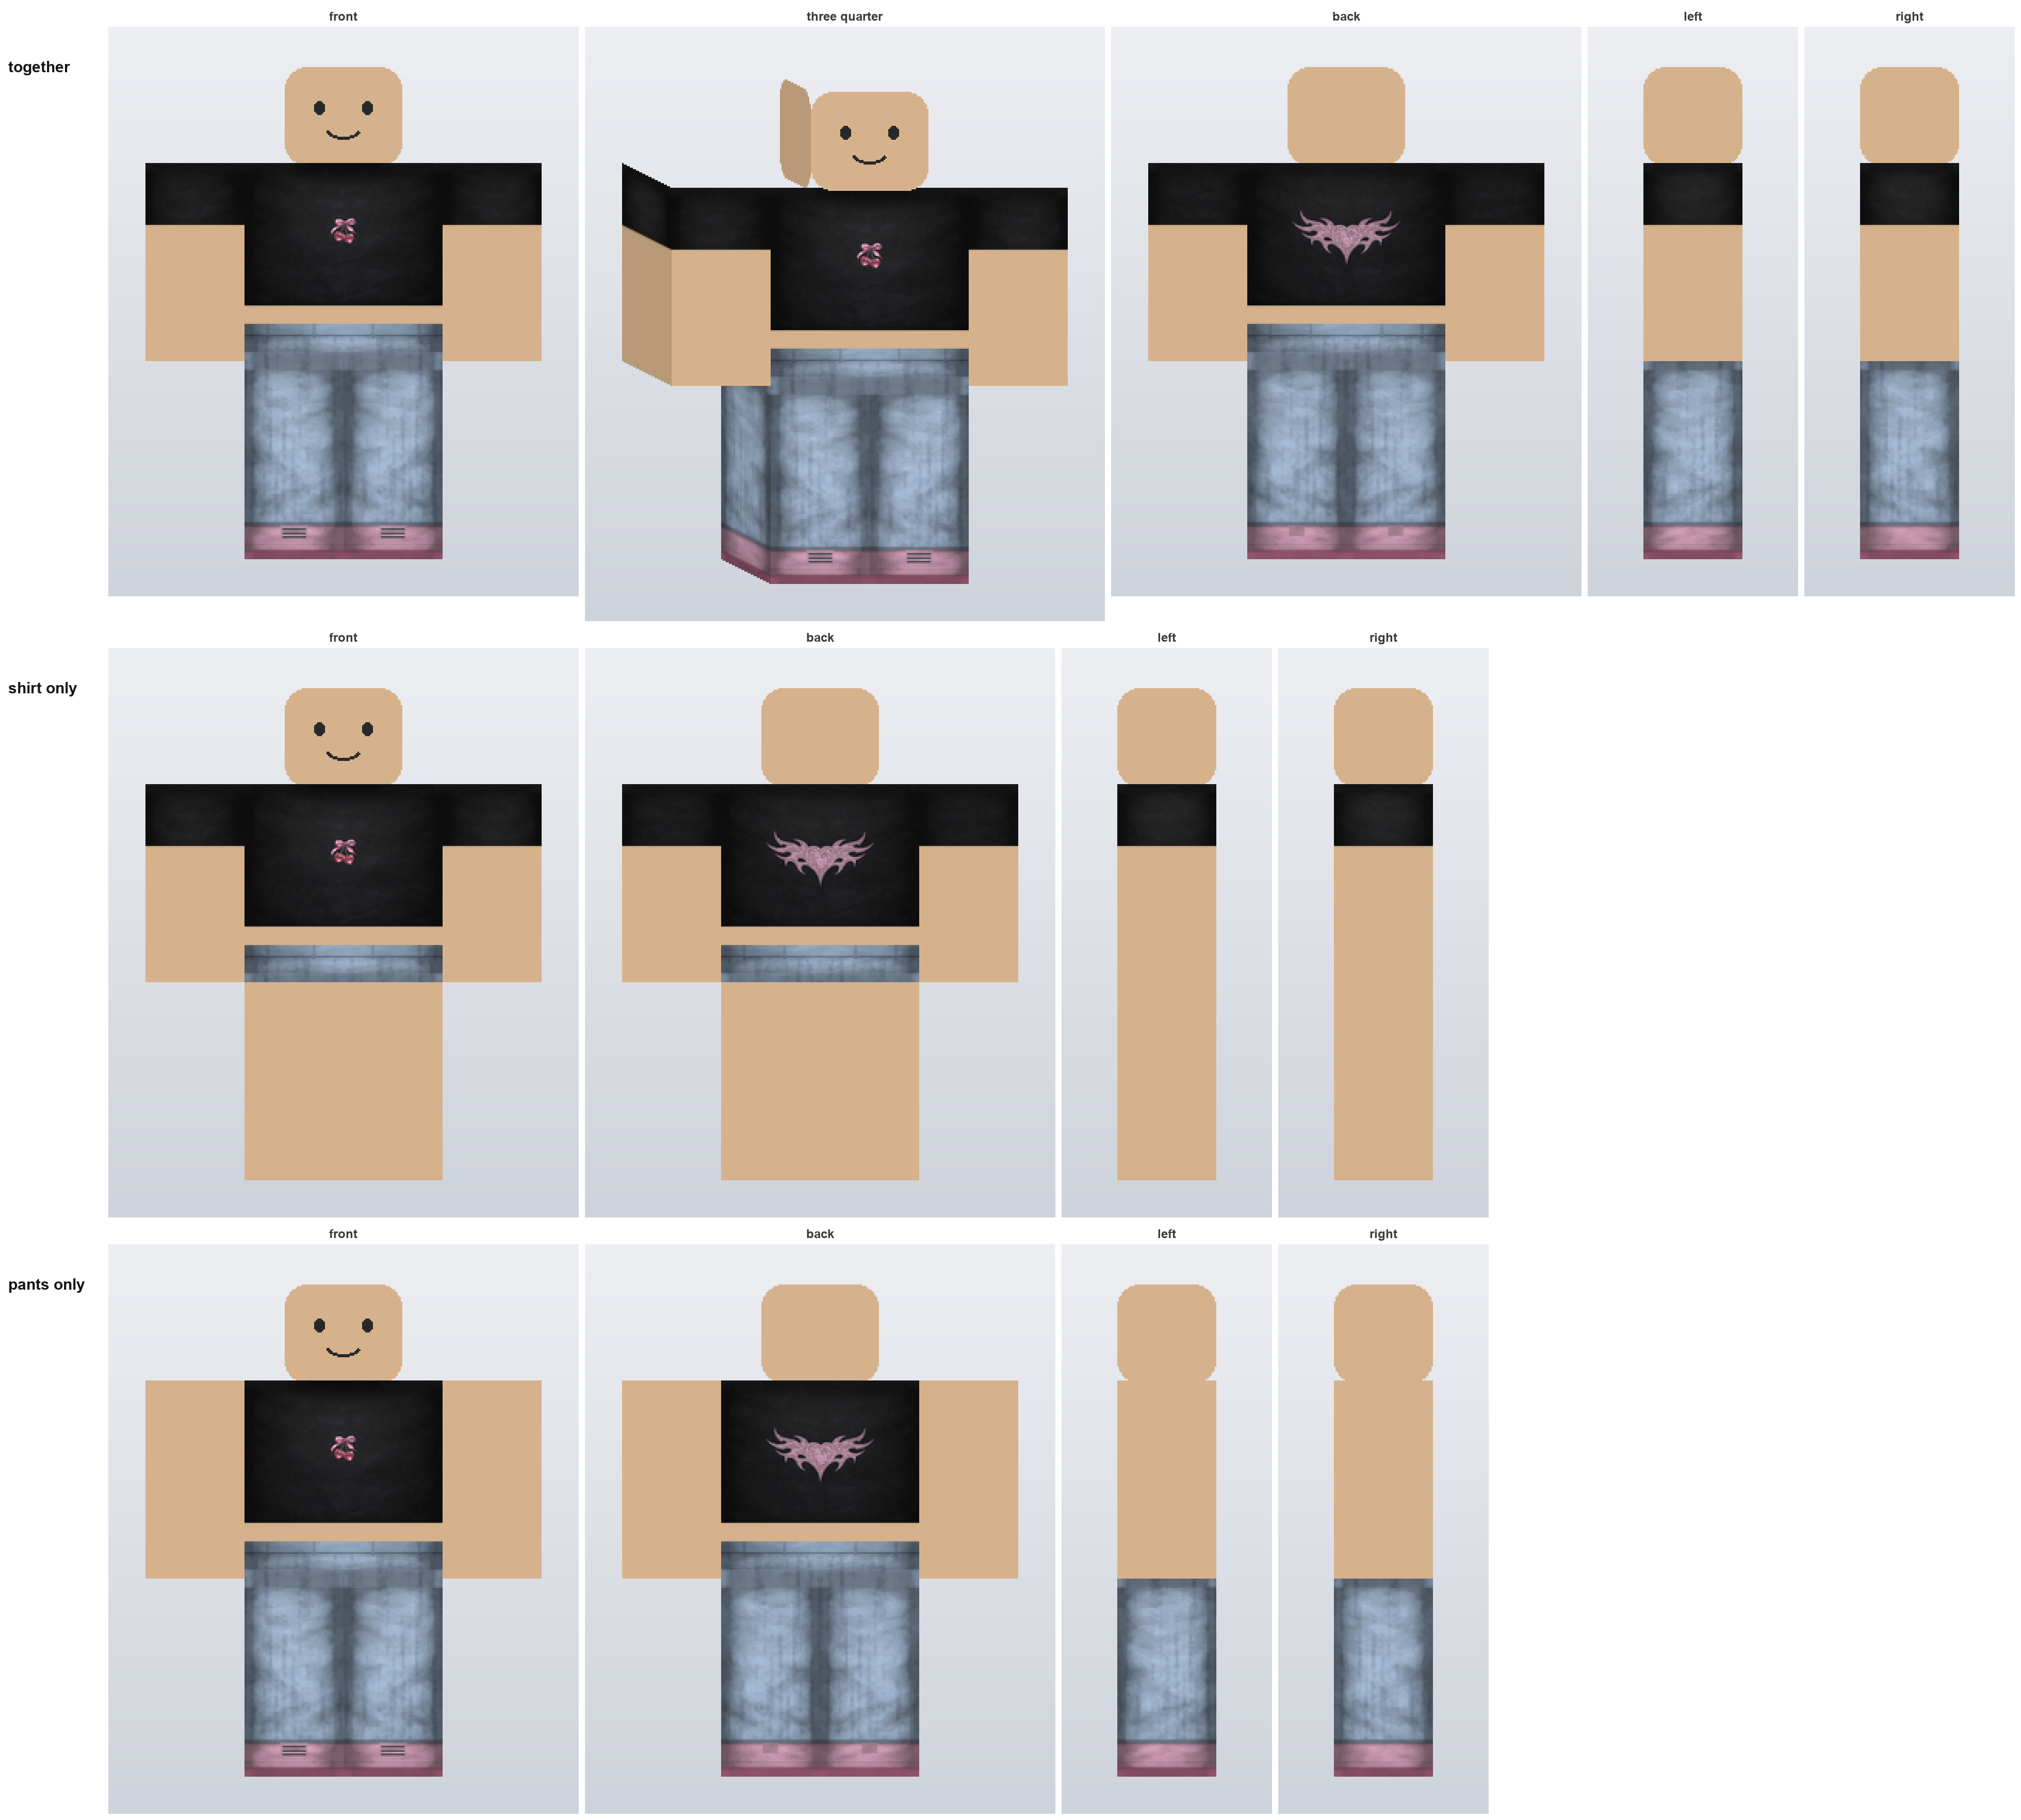 front
three quarter
back
left
right
together
front
back
left
right
shirt only
front
back
left
right
pants only